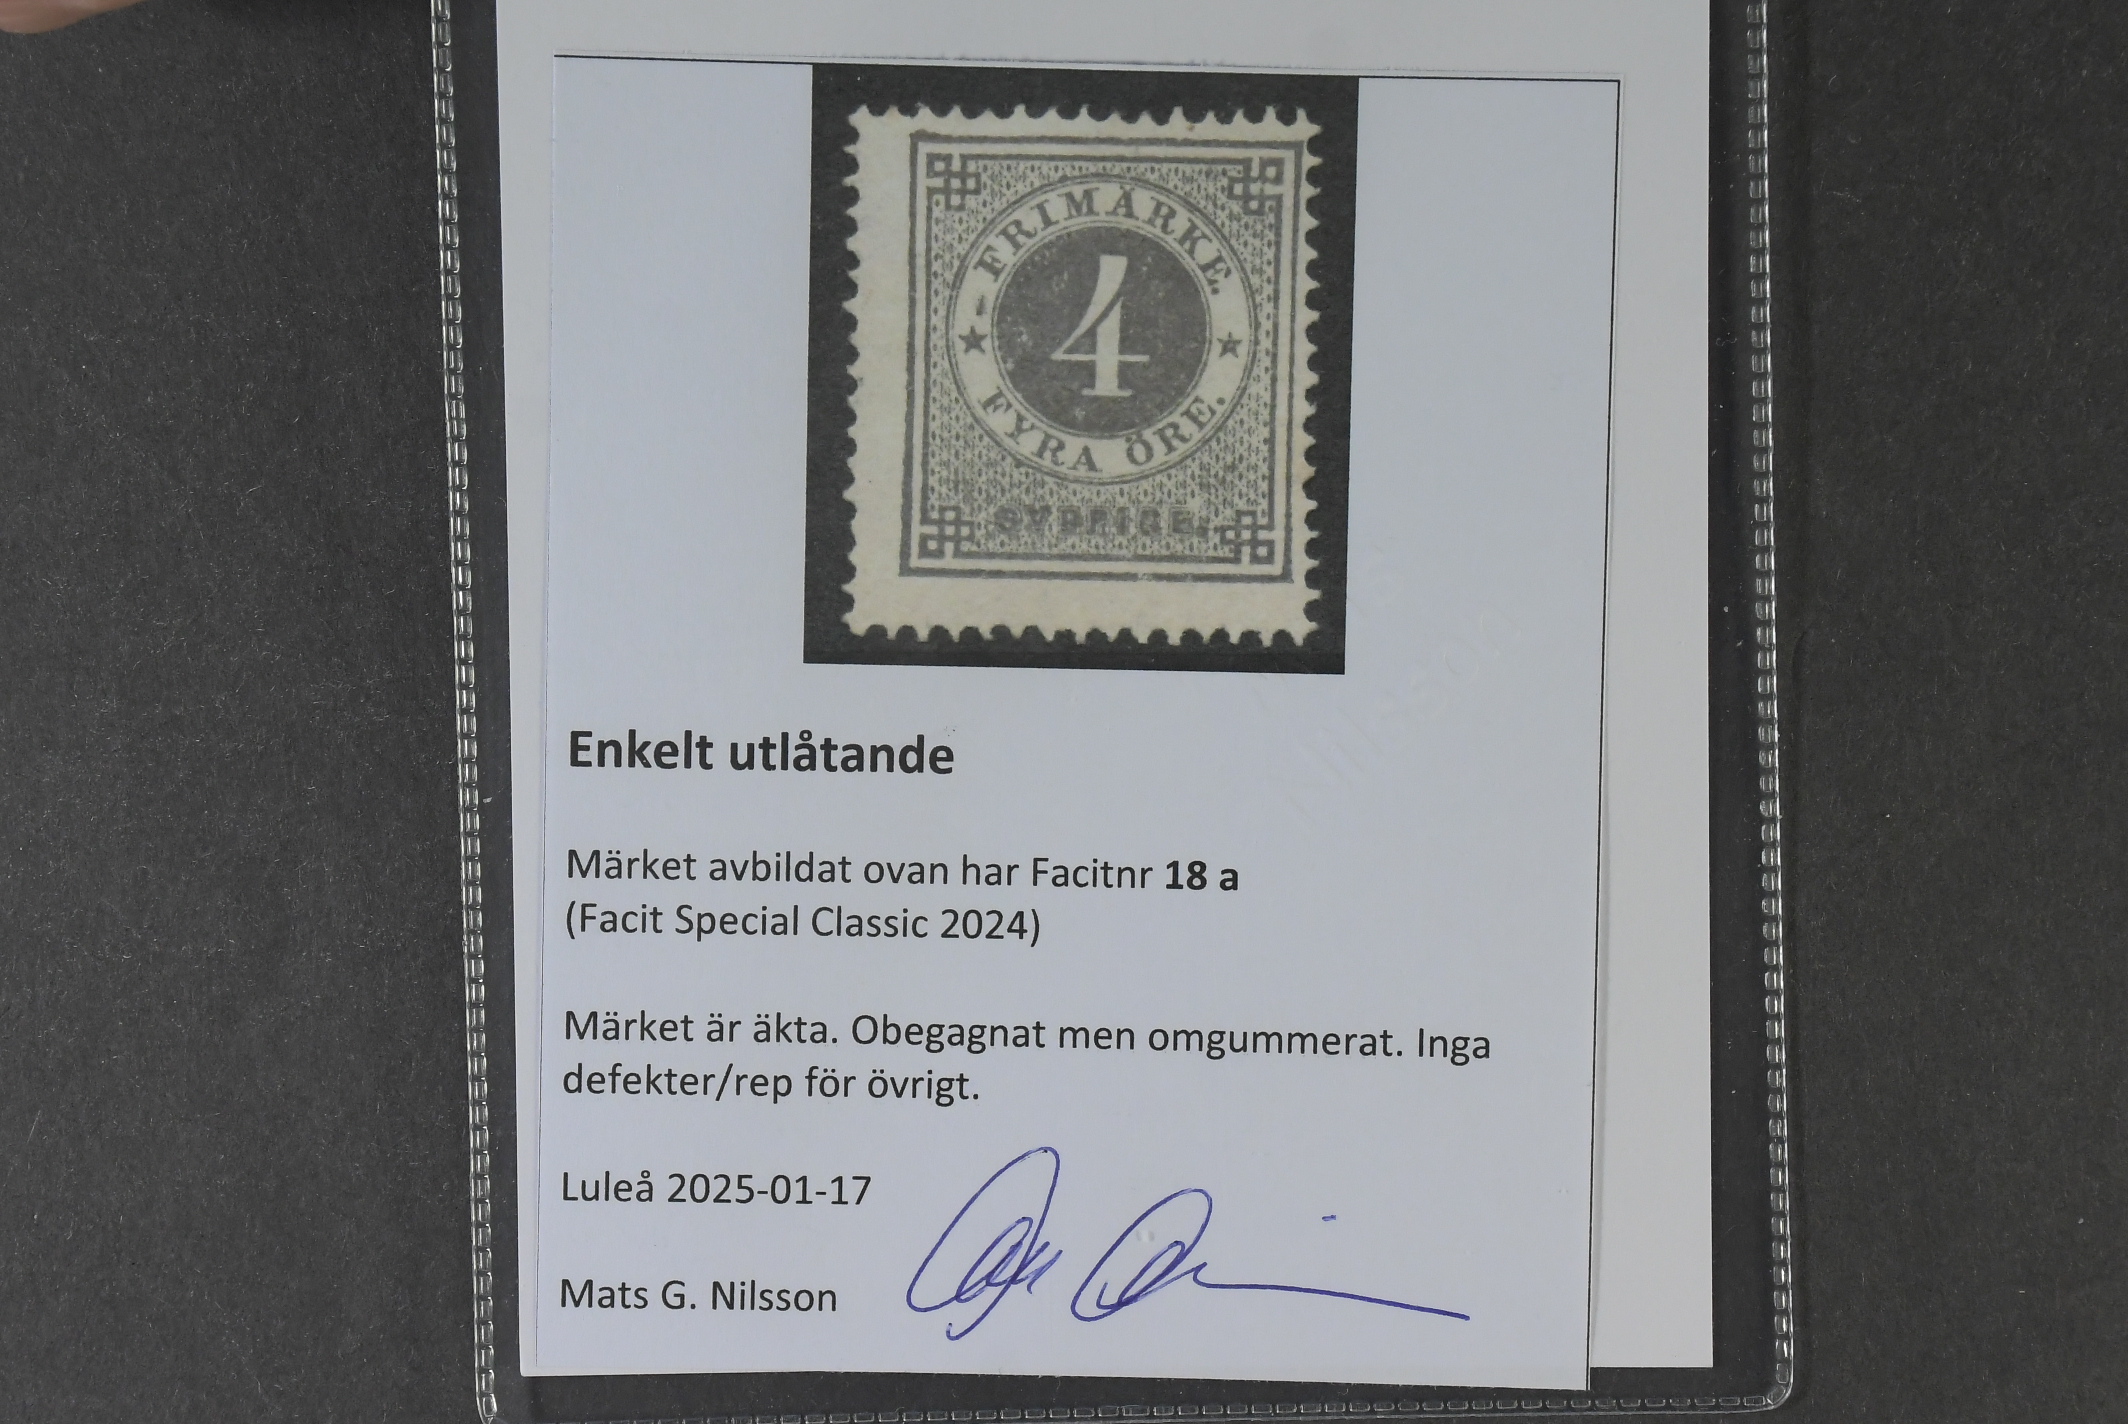 FRIMÄRKE.
4
FYRA ÖRE.
SVERIGE.
Enkelt utlåtande
Märket avbildat ovan har Facitnr 18 a
(Facit Special Classic 2024)
Märket är äkta. Obegagnat men omgummerat. Inga
defekter/rep för övrigt.
Luleå 2025-01-17
Mats G. Nilsson